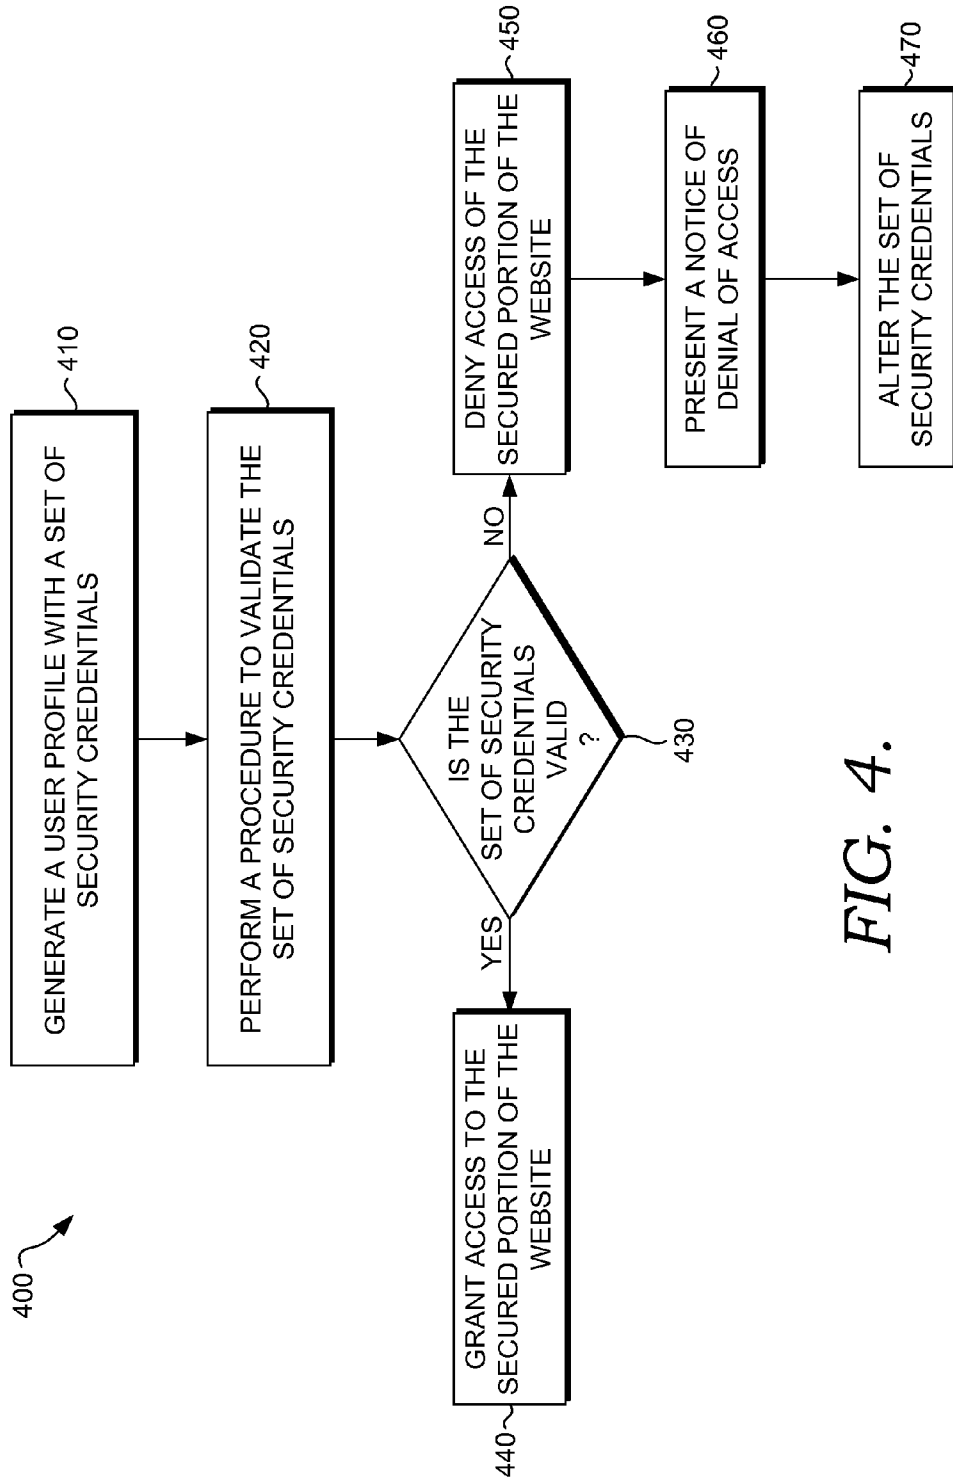 400
GENERATE A USER PROFILE WITH A SET OF
SECURITY CREDENTIALS
410
PERFORM A PROCEDURE TO VALIDATE THE
SET OF SECURITY CREDENTIALS
420
IS THE
SET OF SECURITY
CREDENTIALS
VALID
?
430
YES
NO
GRANT ACCESS TO THE
SECURED PORTION OF THE
WEBSITE
440
DENY ACCESS OF THE
SECURED PORTION OF THE
WEBSITE
450
PRESENT A NOTICE OF
DENIAL OF ACCESS
460
ALTER THE SET OF
SECURITY CREDENTIALS
470
FIG. 4.